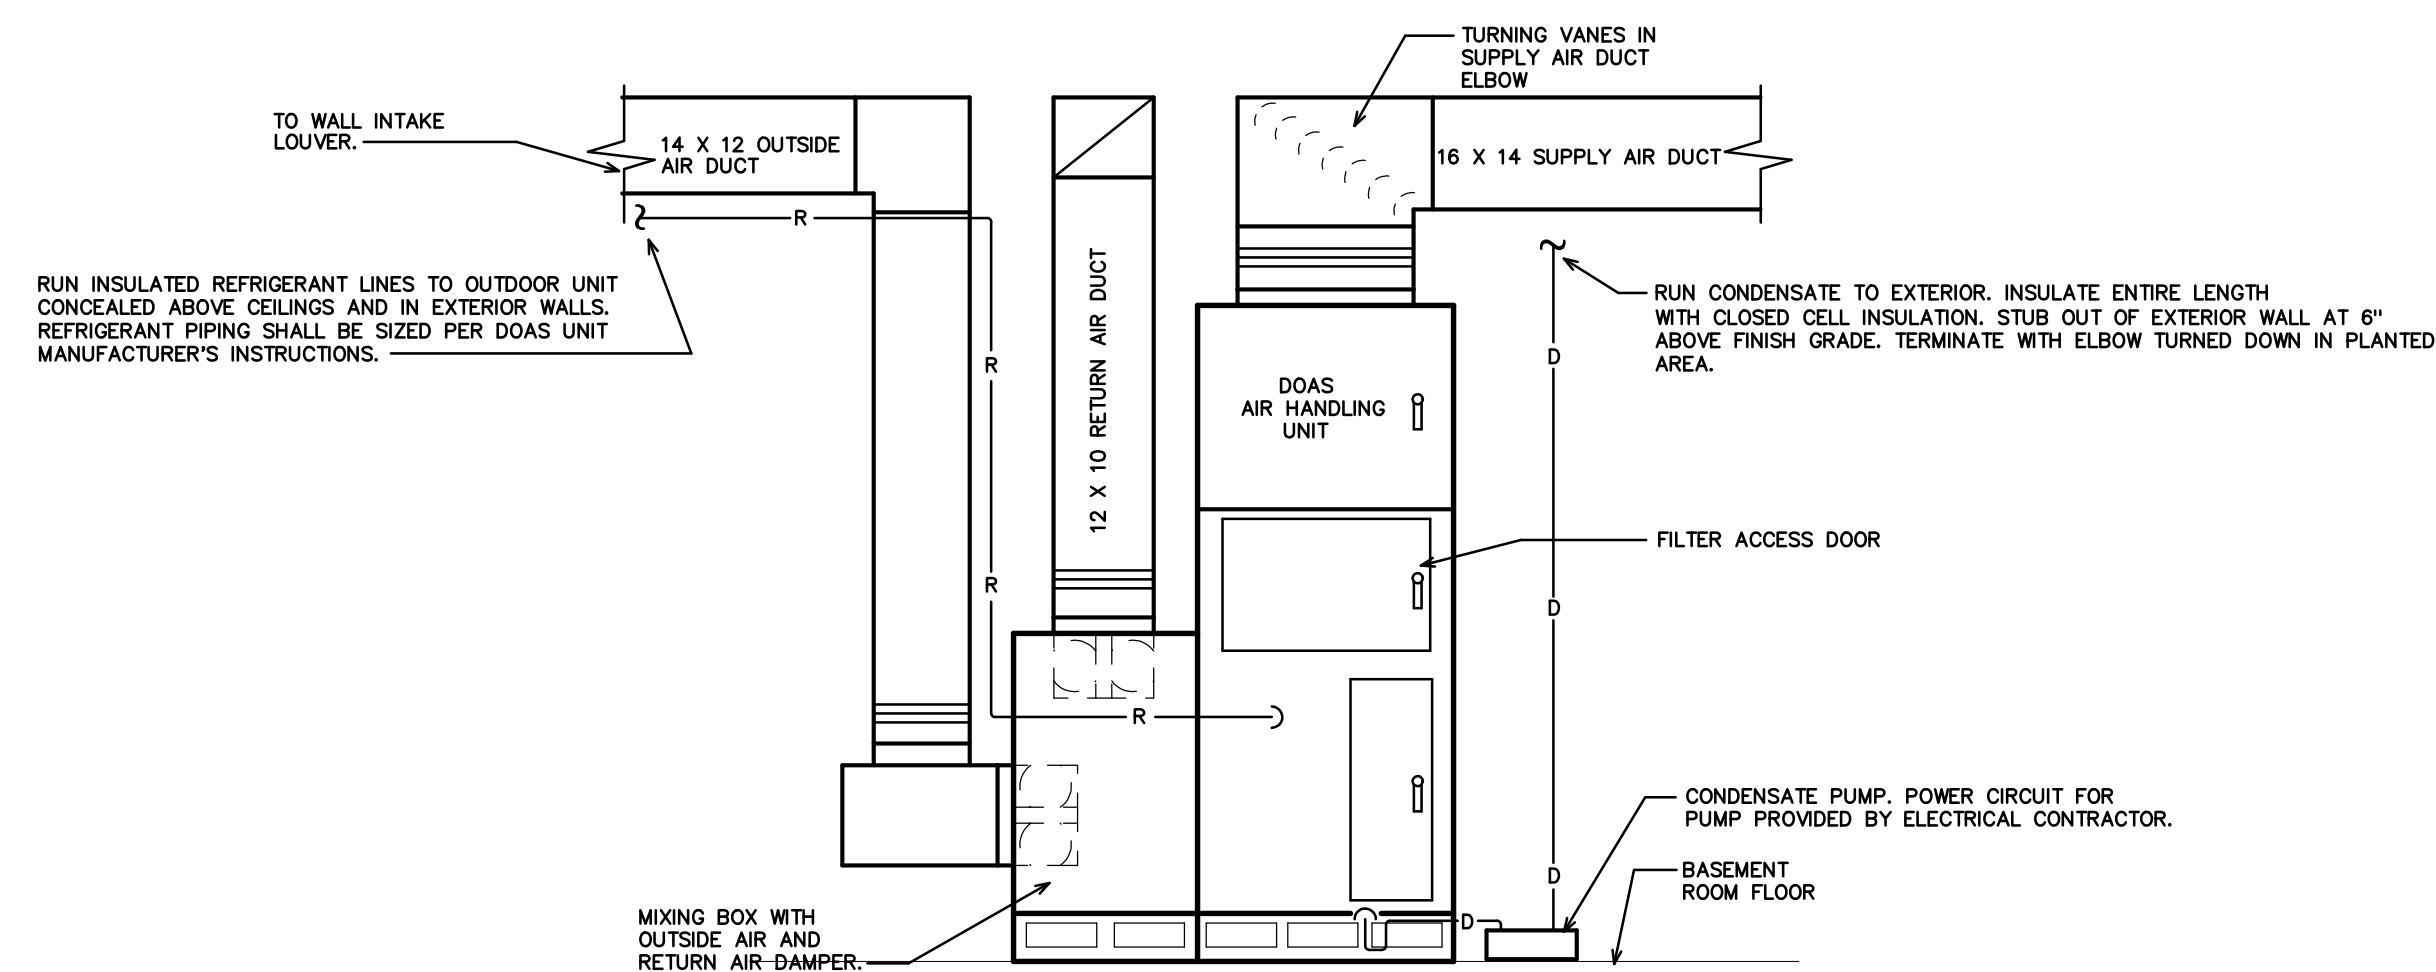 TURNING VANES IN
SUPPLY AIR DUCT
ELBOW
TO WALL INTAKE
LOUVER.
14 X 12 OUTSIDE
AIR DUCT
16 X 14 SUPPLY AIR DUCT
R
RUN INSULATED REFRIGERANT LINES TO OUTDOOR UNIT
CONCEALED ABOVE CEILINGS AND IN EXTERIOR WALLS.
REFRIGERANT PIPING SHALL BE SIZED PER DOAS UNIT
MANUFACTURER'S INSTRUCTIONS.
12 X 10 RETURN AIR DUCT
RUN CONDENSATE TO EXTERIOR. INSULATE ENTIRE LENGTH
WITH CLOSED CELL INSULATION. STUB OUT OF EXTERIOR WALL AT 6"
ABOVE FINISH GRADE. TERMINATE WITH ELBOW TURNED DOWN IN PLANTED
AREA.
R
D
DOAS
AIR HANDLING
UNIT
FILTER ACCESS DOOR
R
D
R
CONDENSATE PUMP. POWER CIRCUIT FOR
PUMP PROVIDED BY ELECTRICAL CONTRACTOR.
D
BASEMENT
ROOM FLOOR
D
MIXING BOX WITH
OUTSIDE AIR AND
RETURN AIR DAMPER.